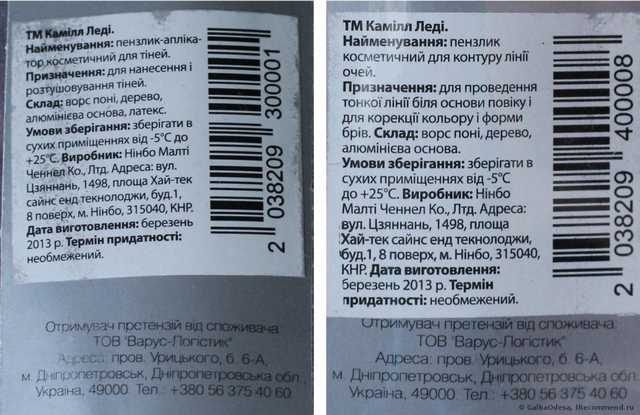 ТМ Камілл Леді.
Найменування: пензлик-апліка-
тор косметичний для тіней.
Призначення: для нанесення і
розтушовування тіней.
Склад: ворс поні, дерево,
алюмінієва основа, латекс.
Умови зберігання: зберігати в
сухих приміщеннях від -5°С до
+25°С. Виробник: Нінбо Малті
Ченнел Ко., Лтд. Адреса: вул.
Цзяннань, 1498, площа Хай-тек
сайнс енд текнолоджи, буд.1,
8 поверх, м. Нінбо, 315040, КНР.
Дата виготовлення: березень
2013 р. Термін придатності:
необмежений.
2 038209 300001
Отримувач претензій від споживача
ТОВ 'Варус-Логістик'
Адреса: пров. Урицького, б. 6-А,
м. Дніпропетровськ, Дніпропетровська обл.,
Україна, 49000. Тел.: +380 56 375 40 60
ТМ Камілл Леді.
Найменування: пензлик
косметичний для контуру лінії
очей.
Призначення: для проведення
тонкої лінії біля основи повіку і
для корекції кольору і форми
брів. Склад: ворс поні, дерево,
алюмінієва основа.
Умови зберігання: зберігати в
сухих приміщеннях від -5°С
до +25°С. Виробник: Нінбо
Малті Ченнел Ко., Лтд. Адреса:
вул. Цзяннань, 1498, площа
Хай-тек сайнс енд текнолоджи,
буд.1, 8 поверх, м. Нінбо, 315040,
КНР. Дата виготовлення:
березень 2013 р. Термін
придатності: необмежений.
2 038209 400008
Отримувач претензій від споживача
ТОВ "Варус-Логістик"
Адреса: пров. Урицького, б. 6-А,
м. Дніпропетровськ, Дніпропетровська обл.
Україна, 49000. Тел.: +380 56 375 40 60
© GalkaOdesa, IRecommend.ru